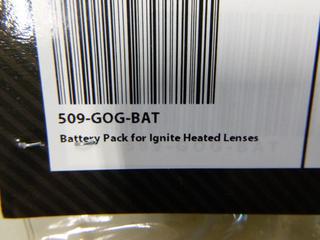 509-GOG-BAT
Battery Pack for Ignite Heated Lenses